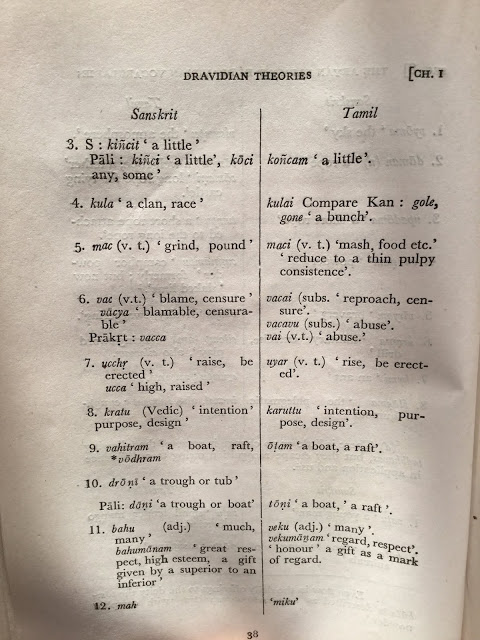 DRAVIDIAN THEORIES [CH. I
Sanskrit
3. S : kiñcit ‘ a little ’
Pāli : kiñci ‘ a little’, kōci
any, some ’
4. kula ‘ a clan, race ’
5. mac (v. t.) ‘ grind, pound ’
6. vac (v.t.) ‘ blame, censure ’
vācya ‘ blamable, censura-
ble ’
Prākṛt : vacca
7. ucchṛ (v. t.) ‘ raise, be
erected ’
ucca ‘ high, raised ’
8. kratu (Vedic) ‘ intention ’
purpose, design ’
9. vahitram ‘ a boat, raft,
*vōdhram
10. drōṇī ‘ a trough or tub ’
Pāli: dōṇi ‘a trough or boat’
11. bahu (adj.) ‘ much,
many ’
bahumānam ‘ great res-
pect, high esteem, a gift
given by a superior to an
inferior ’
12. mah
Tamil
koñcam ‘ a little ’.
kulai Compare Kan : gole,
gone ‘ a bunch’.
maci (v. t.) ‘mash, food etc.’
‘ reduce to a thin pulpy
consistence’.
vacai (subs. ‘ reproach, cen-
sure’.
vacavu (subs.) ‘ abuse’.
vai (v.t.) ‘ abuse.’
uyar (v. t.) ‘ rise, be erect-
ed’.
karuttu ‘ intention, pur-
pose, design’.
ōṭam ‘a boat, a raft’.
tōṇi ‘ a boat, ’ a raft ’.
veku (adj.) ‘ many ’.
vekumāṇam ‘ regard, respect’.
‘ honour ’ a gift as a mark
of regard.
‘miku’
38